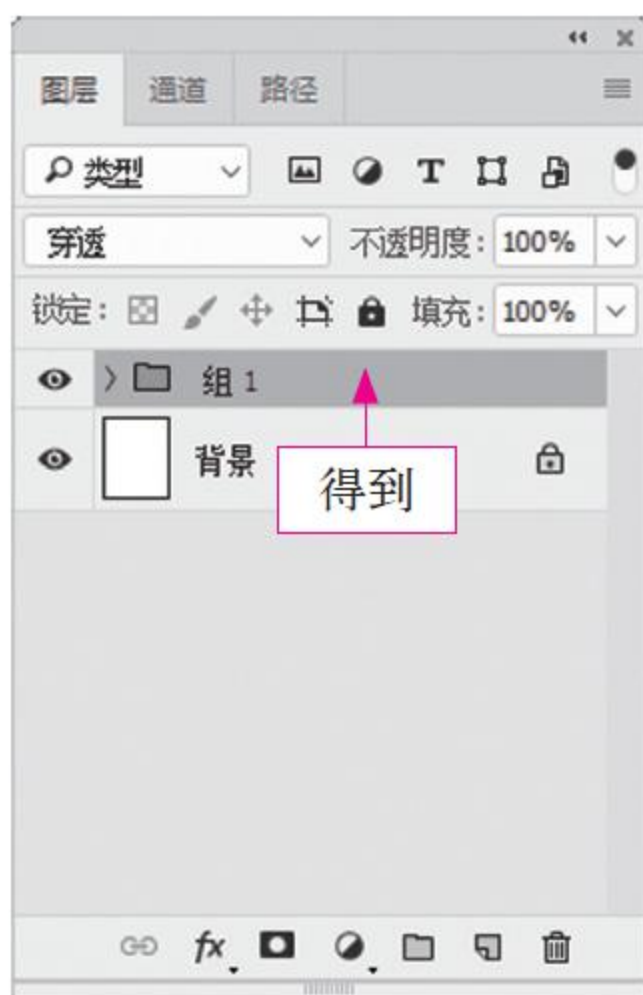 图层 通道 路径
类型 T
穿透 不透明度: 100%
锁定: 填充: 100%
组 1
背景
得到
fx